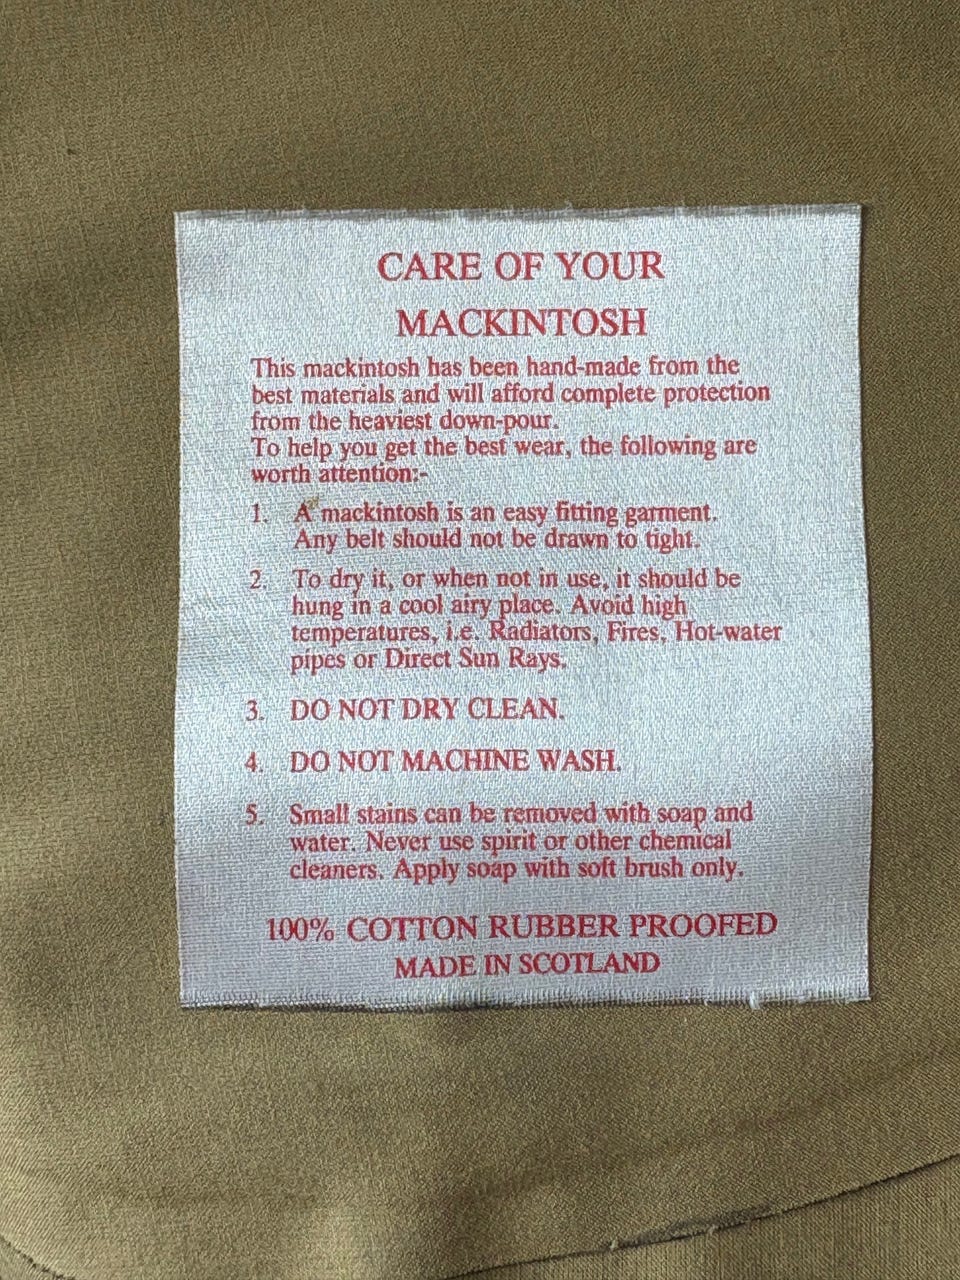 CARE OF YOUR
MACKINTOSH
This mackintosh has been hand-made from the
best materials and will afford complete protection
from the heaviest down-pour.
To help you get the best wear, the following are
worth attention:-
1. A mackintosh is an easy fitting garment.
Any belt should not be drawn to tight.
2. To dry it, or when not in use, it should be
hung in a cool airy place. Avoid high
temperatures, i.e. Radiators, Fires, Hot-water
pipes or Direct Sun Rays.
3. DO NOT DRY CLEAN.
4. DO NOT MACHINE WASH.
5. Small stains can be removed with soap and
water. Never use spirit or other chemical
cleaners. Apply soap with soft brush only.
100% COTTON RUBBER PROOFED
MADE IN SCOTLAND